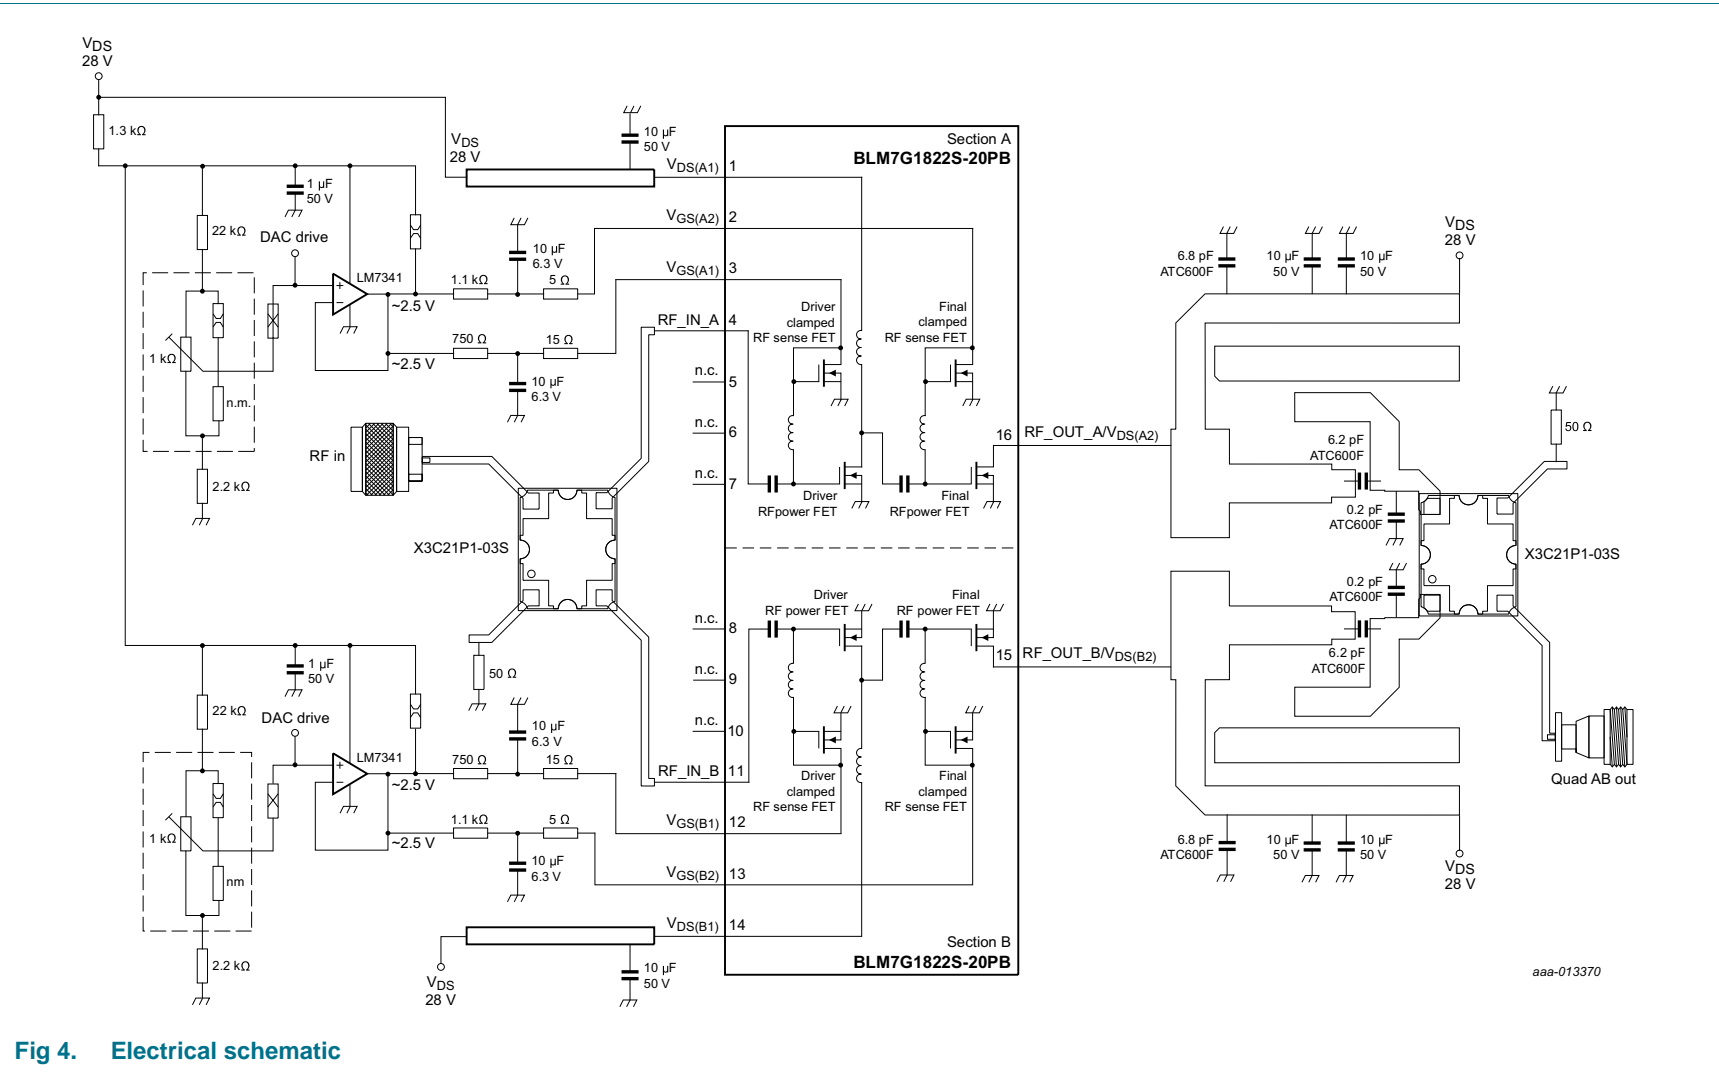 VDS
28 V
1.3 kΩ
VDS
28 V
10 µF
50 V
VDS(A1)
1
Section A
BLM7G1822S-20PB
1 µF
50 V
22 kΩ
DAC drive
VGS(A2)
2
10 µF
6.3 V
LM7341
+
−
~2.5 V
1.1 kΩ
5 Ω
VGS(A1)
3
1 kΩ
n.m.
2.2 kΩ
750 Ω
15 Ω
~2.5 V
10 µF
6.3 V
RF_IN_A
4
n.c.
5
n.c.
6
n.c.
7
Driver
clamped
RF sense FET
Final
clamped
RF sense FET
Driver
RFpower FET
Final
RFpower FET
16
RF_OUT_A/VDS(A2)
RF in
X3C21P1-03S
50 Ω
VDS
28 V
6.8 pF
ATC600F
10 µF
50 V
10 µF
50 V
6.2 pF
ATC600F
0.2 pF
ATC600F
50 Ω
X3C21P1-03S
0.2 pF
ATC600F
6.2 pF
ATC600F
Driver
RF power FET
Final
RF power FET
n.c.
8
n.c.
9
n.c.
10
RF_IN_B
11
15
RF_OUT_B/VDS(B2)
Driver
clamped
RF sense FET
Final
clamped
RF sense FET
1 µF
50 V
22 kΩ
DAC drive
LM7341
+
−
~2.5 V
750 Ω
10 µF
6.3 V
15 Ω
VGS(B1)
12
1 kΩ
nm
2.2 kΩ
~2.5 V
1.1 kΩ
5 Ω
10 µF
6.3 V
VGS(B2)
13
VDS(B1)
14
VDS
28 V
10 µF
50 V
Section B
BLM7G1822S-20PB
Quad AB out
6.8 pF
ATC600F
10 µF
50 V
10 µF
50 V
VDS
28 V
aaa-013370
Fig 4. Electrical schematic